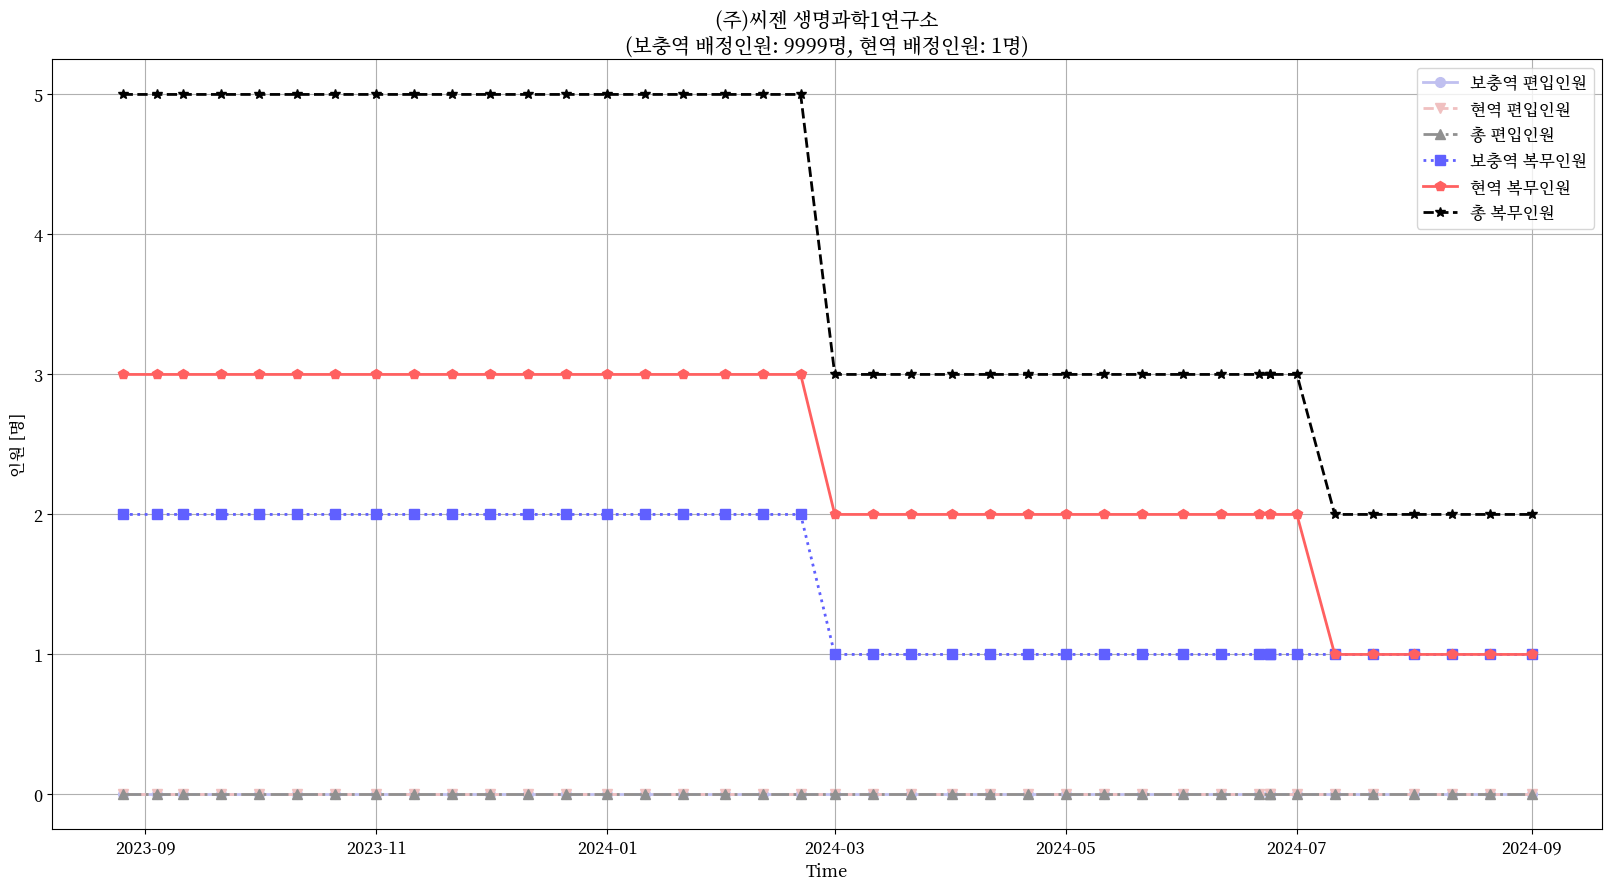 (주)씨젠 생명과학1연구소
(보충역 배정인원: 9999명, 현역 배정인원: 1명)
보충역 편입인원
현역 편입인원
총 편입인원
보충역 복무인원
현역 복무인원
총 복무인원
인원 [명]
5
4
3
2
1
0
2023-09
2023-11
2024-01
2024-03
2024-05
2024-07
2024-09
Time